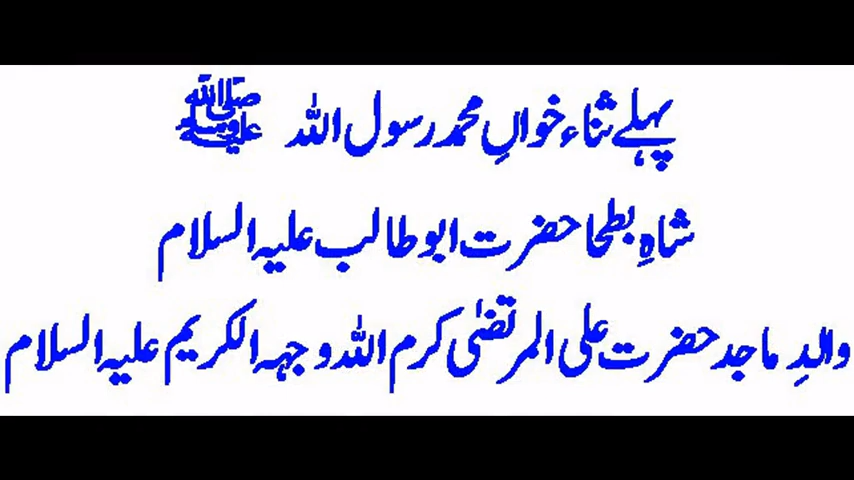 پہلے ثناء خواںِ محمد رسول اللہ ﷺ
شاہِ بطحا حضرت ابو طالب علیہ السلام
والدِ ماجد حضرت علی المرتضیٰ کرم اللہ وجہہ الکریم علیہ السلام